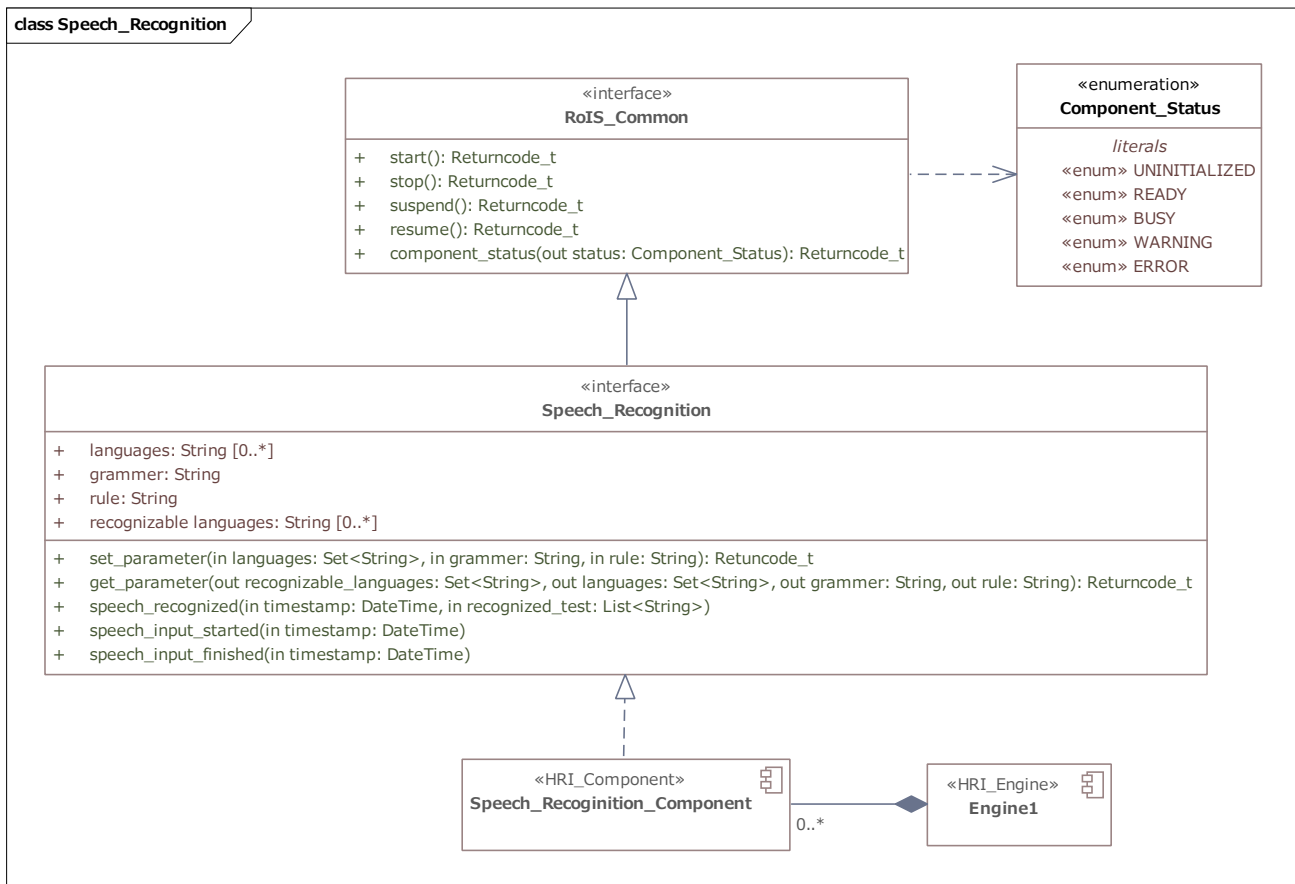 class Speech_Recognition
«interface»
RoIS_Common
+ start(): Returncode_t
+ stop(): Returncode_t
+ suspend(): Returncode_t
+ resume(): Returncode_t
+ component_status(out status: Component_Status): Returncode_t
«enumeration»
Component_Status
literals
«enum» UNINITIALIZED
«enum» READY
«enum» BUSY
«enum» WARNING
«enum» ERROR
«interface»
Speech_Recognition
+ languages: String [0..*]
+ grammer: String
+ rule: String
+ recognizable languages: String [0..*]
+ set_parameter(in languages: Set<String>, in grammer: String, in rule: String): Retuncode_t
+ get_parameter(out recognizable_languages: Set<String>, out languages: Set<String>, out grammer: String, out rule: String): Returncode_t
+ speech_recognized(in timestamp: DateTime, in recognized_test: List<String>)
+ speech_input_started(in timestamp: DateTime)
+ speech_input_finished(in timestamp: DateTime)
«HRI_Component»
Speech_Recoginition_Component
0..*
«HRI_Engine»
Engine1